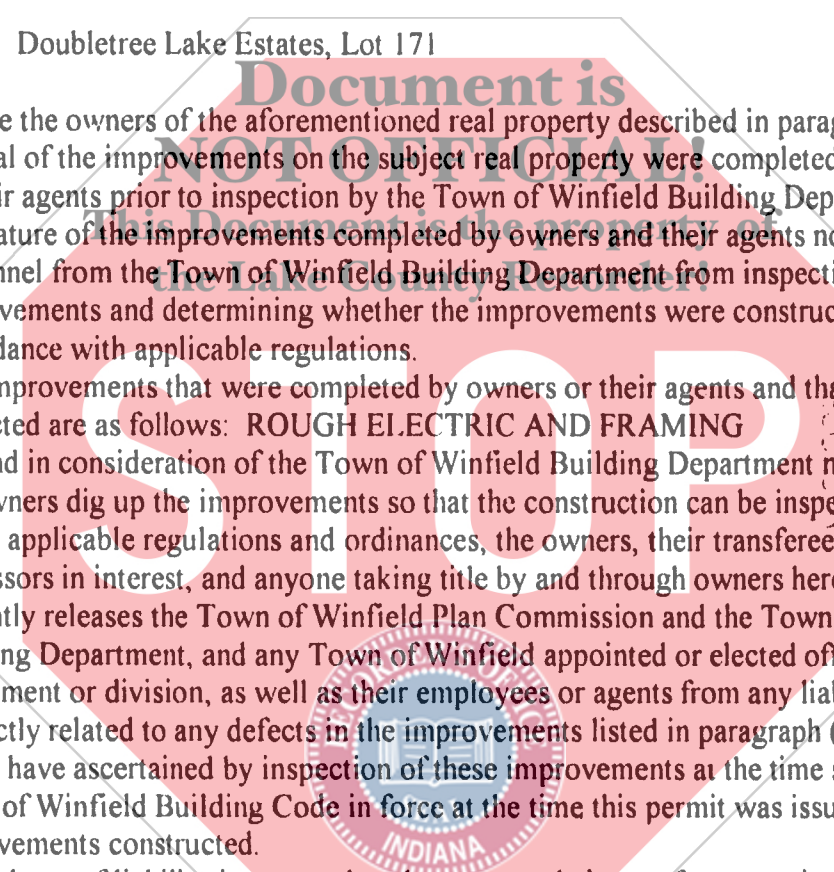 Doubletree Lake Estates, Lot 171
Document is
e the owners of the aforementioned real property described in parag
al of the improvements on the subject real property were completed
NOT OFFICIAL!
ir agents prior to inspection by the Town of Winfield Building Dep
This Document is the property of
ature of the improvements completed by owners and their agents no
the Lake County Recorder!
nnel from the Town of Winfield Building Department from inspecti
vements and determining whether the improvements were construc
dance with applicable regulations.
mprovements that were completed by owners or their agents and tha
cted are as follows: ROUGH ELECTRIC AND FRAMING
nd in consideration of the Town of Winfield Building Department n
STOP
wners dig up the improvements so that the construction can be inspe
applicable regulations and ordinances, the owners, their transferee
ssors in interest, and anyone taking title by and through owners here
ntly releases the Town of Winfield Plan Commission and the Town
ng Department, and any Town of Winfield appointed or elected off
ment or division, as well as their employees or agents from any liab
ctly related to any defects in the improvements listed in paragraph (
have ascertained by inspection of these improvements at the time s
of Winfield Building Code in force at the time this permit was issu
INDIANA
vements constructed.